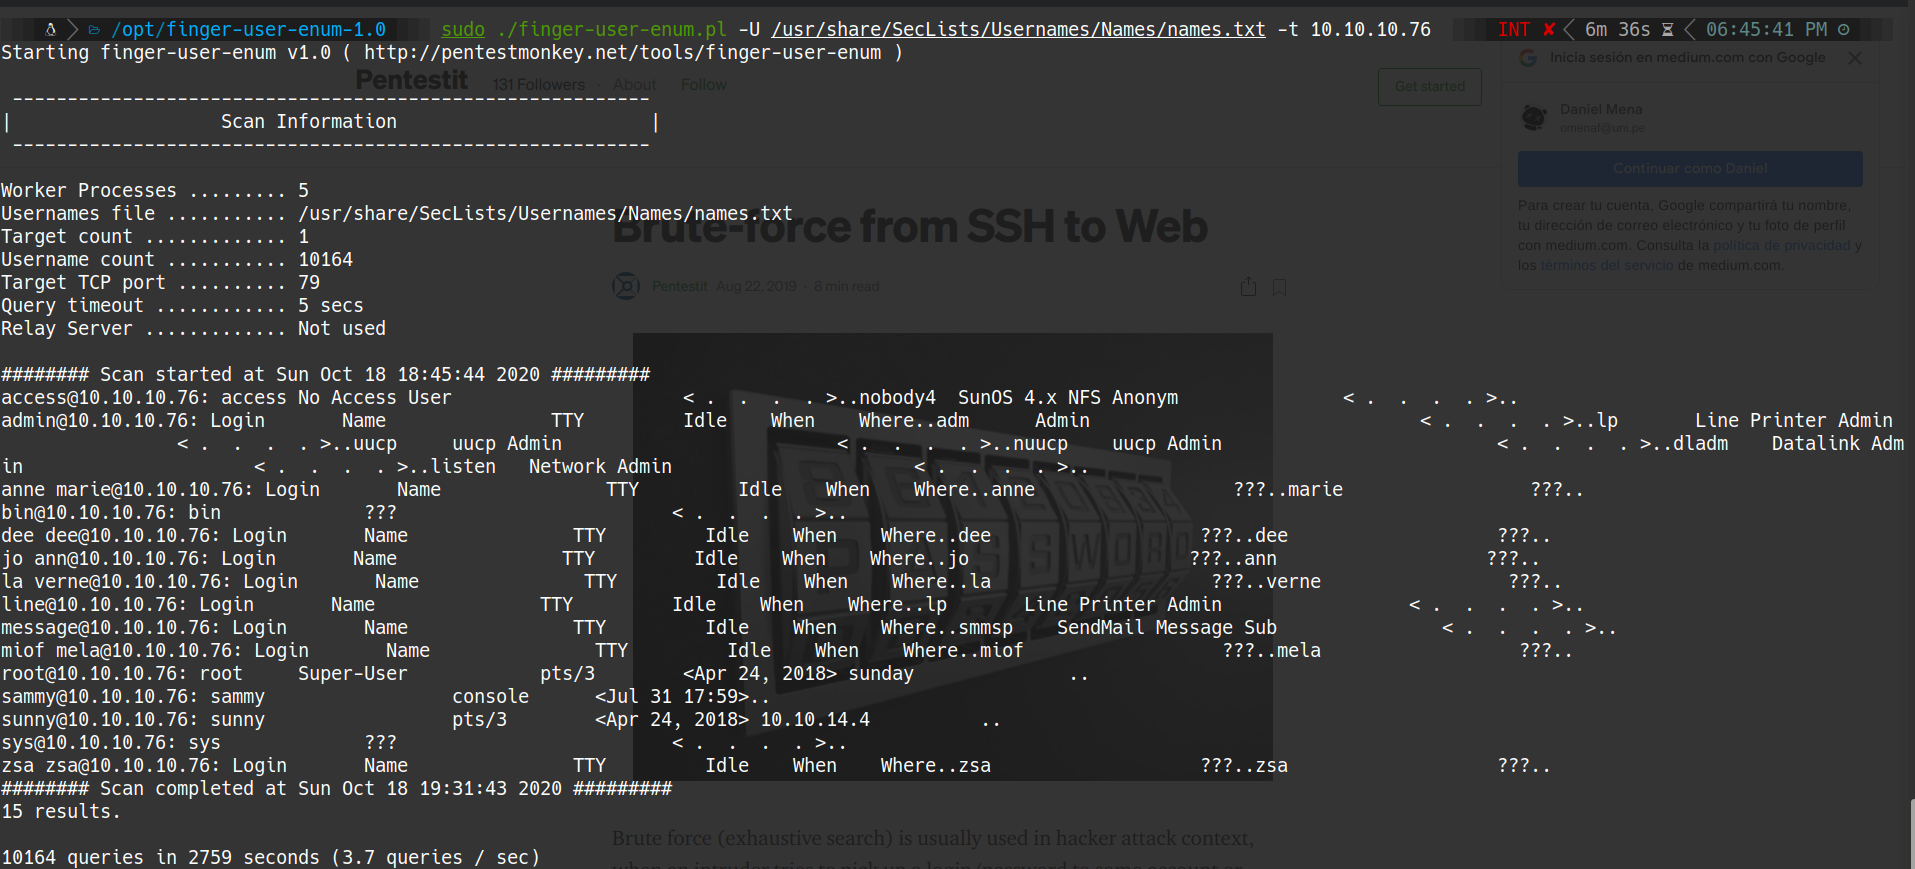 /opt/finger-user-enum-1.0 sudo ./finger-user-enum.pl -U /usr/share/SecLists/Usernames/Names/names.txt -t 10.10.10.76 INT ✘ 6m 36s 06:45:41 PM
Starting finger-user-enum v1.0 ( http://pentestmonkey.net/tools/finger-user-enum )
Inicia sesión en medium.com con Google
Pentestit 131 Followers · About Follow
Get started
Daniel Mena
omenaf@uni.pe
Continuar como Daniel
Para crear tu cuenta, Google compartirá tu nombre,
tu dirección de correo electrónico y tu foto de perfil
con medium.com. Consulta la política de privacidad y
los términos del servicio de medium.com.
----------------------------------------------------------
| Scan Information |
----------------------------------------------------------
Worker Processes ......... 5
Usernames file ........... /usr/share/SecLists/Usernames/Names/names.txt
Target count ............. 1
Username count ........... 10164
Target TCP port .......... 79
Query timeout ............ 5 secs
Relay Server ............. Not used
Brute-force from SSH to Web
Pentestit Aug 22, 2019 · 8 min read
######## Scan started at Sun Oct 18 18:45:44 2020 #########
access@10.10.10.76: access No Access User < . . . . >..nobody4 SunOS 4.x NFS Anonym < . . . . >..
admin@10.10.10.76: Login Name TTY Idle When Where..adm Admin < . . . . >..lp Line Printer Admin
< . . . . >..uucp uucp Admin < . . . . >..nuucp uucp Admin < . . . . >..dladm Datalink Adm
in < . . . . >..listen Network Admin < . . . . >..
anne marie@10.10.10.76: Login Name TTY Idle When Where..anne ???..marie ???..
bin@10.10.10.76: bin ??? < . . . . >..
dee dee@10.10.10.76: Login Name TTY Idle When Where..dee ???..dee ???..
jo ann@10.10.10.76: Login Name TTY Idle When Where..jo ???..ann ???..
la verne@10.10.10.76: Login Name TTY Idle When Where..la ???..verne ???..
line@10.10.10.76: Login Name TTY Idle When Where..lp Line Printer Admin < . . . . >..
message@10.10.10.76: Login Name TTY Idle When Where..smmsp SendMail Message Sub < . . . . >..
miof mela@10.10.10.76: Login Name TTY Idle When Where..miof ???..mela ???..
root@10.10.10.76: root Super-User pts/3 <Apr 24, 2018> sunday ..
sammy@10.10.10.76: sammy console <Jul 31 17:59>..
sunny@10.10.10.76: sunny pts/3 <Apr 24, 2018> 10.10.14.4 ..
sys@10.10.10.76: sys ??? < . . . . >..
zsa zsa@10.10.10.76: Login Name TTY Idle When Where..zsa ???..zsa ???..
######## Scan completed at Sun Oct 18 19:31:43 2020 #########
15 results.
Brute force (exhaustive search) is usually used in hacker attack context,
10164 queries in 2759 seconds (3.7 queries / sec)